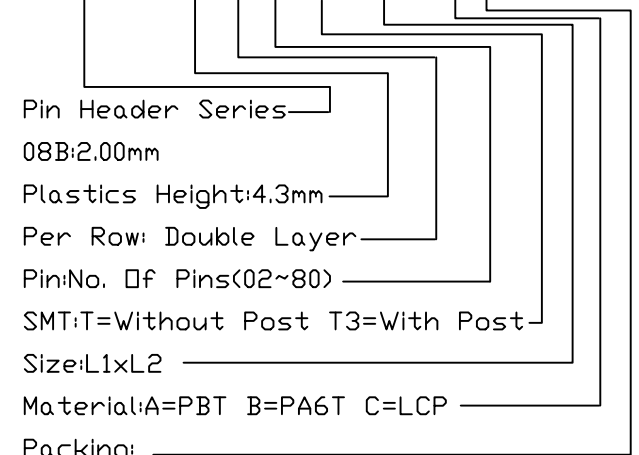 Pin Header Series
08B:2.00mm
Plastics Height:4.3mm
Per Row: Double Layer
Pin:No. Of Pins(02~80)
SMT:T=Without Post T3=With Post
Size:L1xL2
Material:A=PBT B=PA6T C=LCP
Packing: